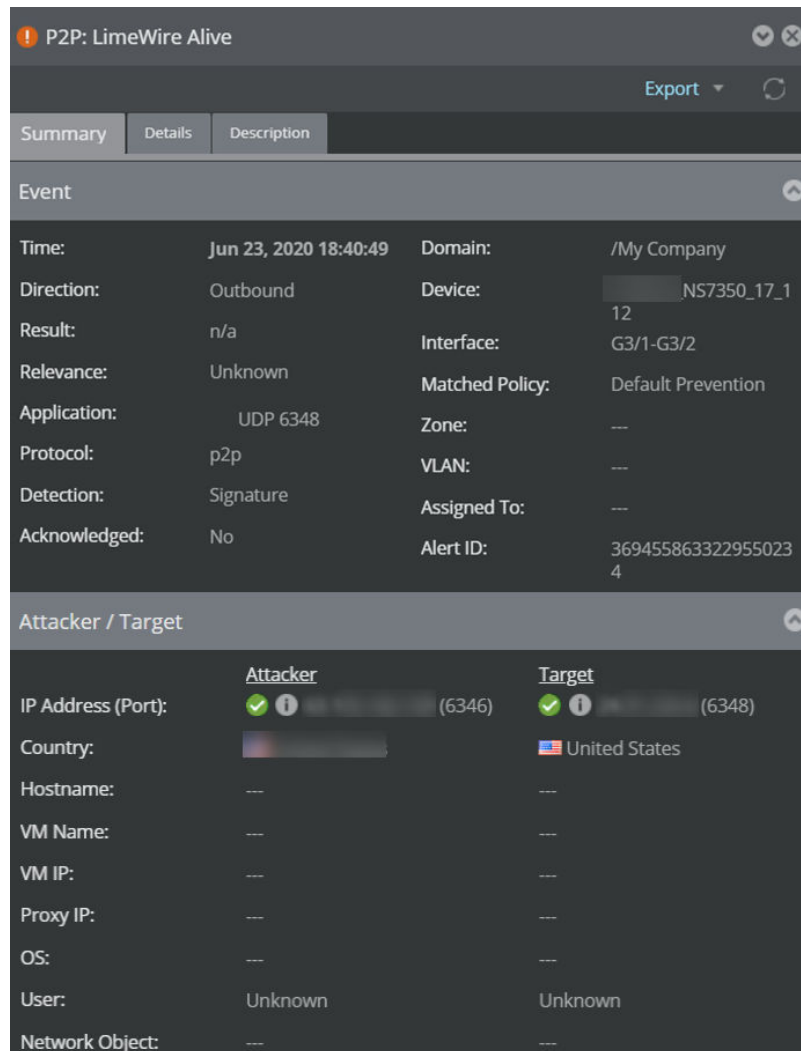 P2P: LimeWire Alive
Export
Summary Details Description
Event
Time: Jun 23, 2020 18:40:49 Domain: /My Company
Direction: Outbound Device: _NS7350_17_1
112
Result: n/a Interface: G3/1-G3/2
Relevance: Unknown Matched Policy: Default Prevention
Application: UDP 6348 Zone: ---
Protocol: p2p VLAN: ---
Detection: Signature Assigned To: ---
Acknowledged: No Alert ID: 369455863322955023
4
Attacker / Target
Attacker Target
IP Address (Port): (6346) (6348)
Country: United States
Hostname: --- ---
VM Name: --- ---
VM IP: --- ---
Proxy IP: --- ---
OS: --- ---
User: Unknown Unknown
Network Object: --- ---